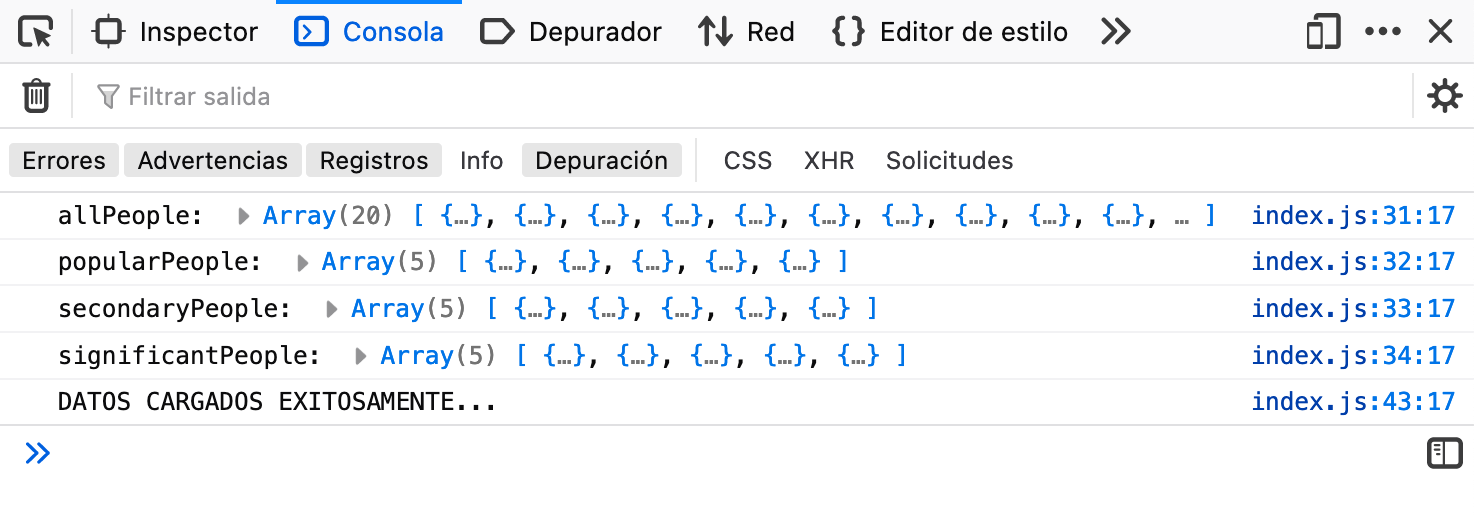 Inspector Consola Depurador Red {} Editor de estilo
Filtrar salida
Errores Advertencias Registros Info Depuración CSS XHR Solicitudes
allPeople: Array(20) [ {…}, {…}, {…}, {…}, {…}, {…}, {…}, {…}, {…}, {…}, … ] index.js:31:17
popularPeople: Array(5) [ {…}, {…}, {…}, {…}, {…} ] index.js:32:17
secondaryPeople: Array(5) [ {…}, {…}, {…}, {…}, {…} ] index.js:33:17
significantPeople: Array(5) [ {…}, {…}, {…}, {…}, {…} ] index.js:34:17
DATOS CARGADOS EXITOSAMENTE... index.js:43:17